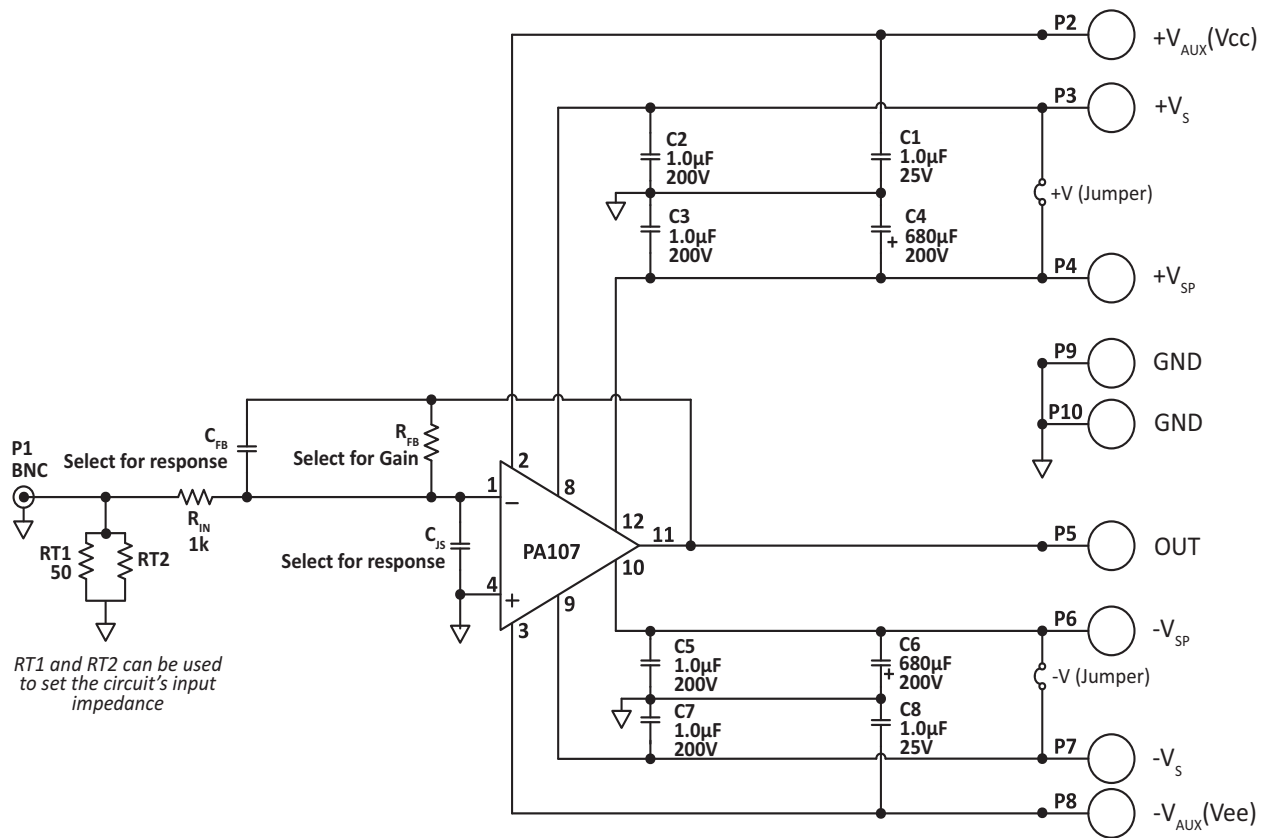 P2
+VAUX(Vcc)
P3
+VS
C2
1.0µF
200V
C1
1.0µF
25V
+V (Jumper)
C3
1.0µF
200V
C4
+ 680µF
200V
P4
+VSP
P9
GND
P10
GND
CFB
Select for response
RFB
Select for Gain
P1
BNC
RIN
1k
RT1
50
RT2
CJS
Select for response
1
2
8
12
11
PA107
−
+
4
3
9
10
P5
OUT
P6
-VSP
C5
1.0µF
200V
C6
680µF
+ 200V
-V (Jumper)
C7
1.0µF
200V
C8
1.0µF
25V
P7
-VS
P8
-VAUX(Vee)
RT1 and RT2 can be used
to set the circuit's input
impedance